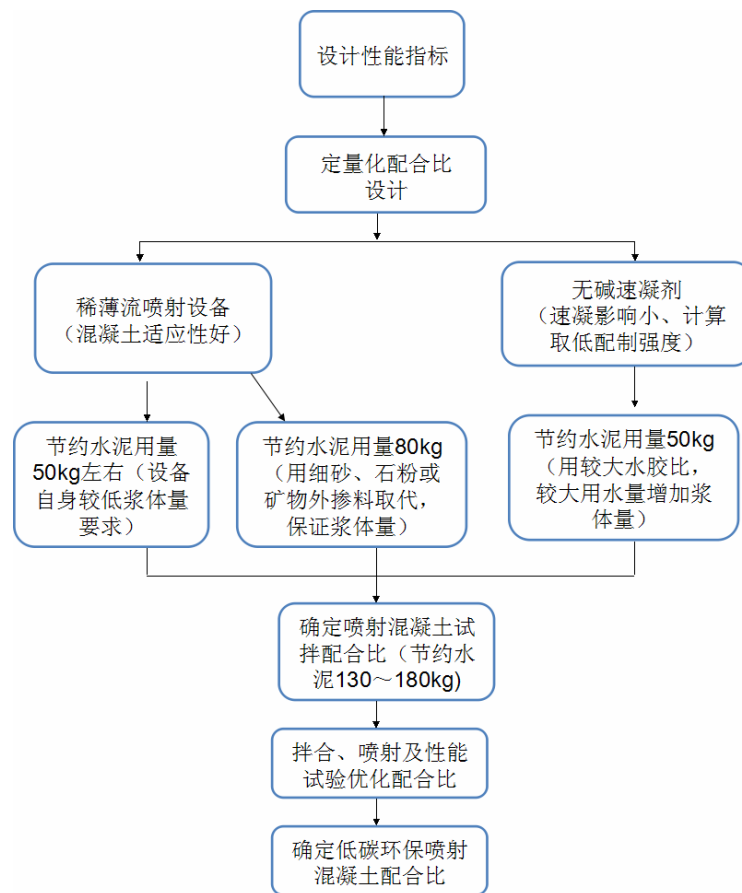 设计性能指标
定量化配合比
设计
稀薄流喷射设备
（混凝土适应性好）
无碱速凝剂
（速凝影响小、计算
取低配制强度）
节约水泥用量
50kg左右（设备
自身较低浆体量
要求）
节约水泥用量80kg
（用细砂、石粉或
矿物外掺料取代，
保证浆体量）
节约水泥用量50kg
（用较大水胶比，
较大用水量增加浆
体量）
确定喷射混凝土试
拌配合比（节约水
泥130～180kg)
拌合、喷射及性能
试验优化配合比
确定低碳环保喷射
混凝土配合比